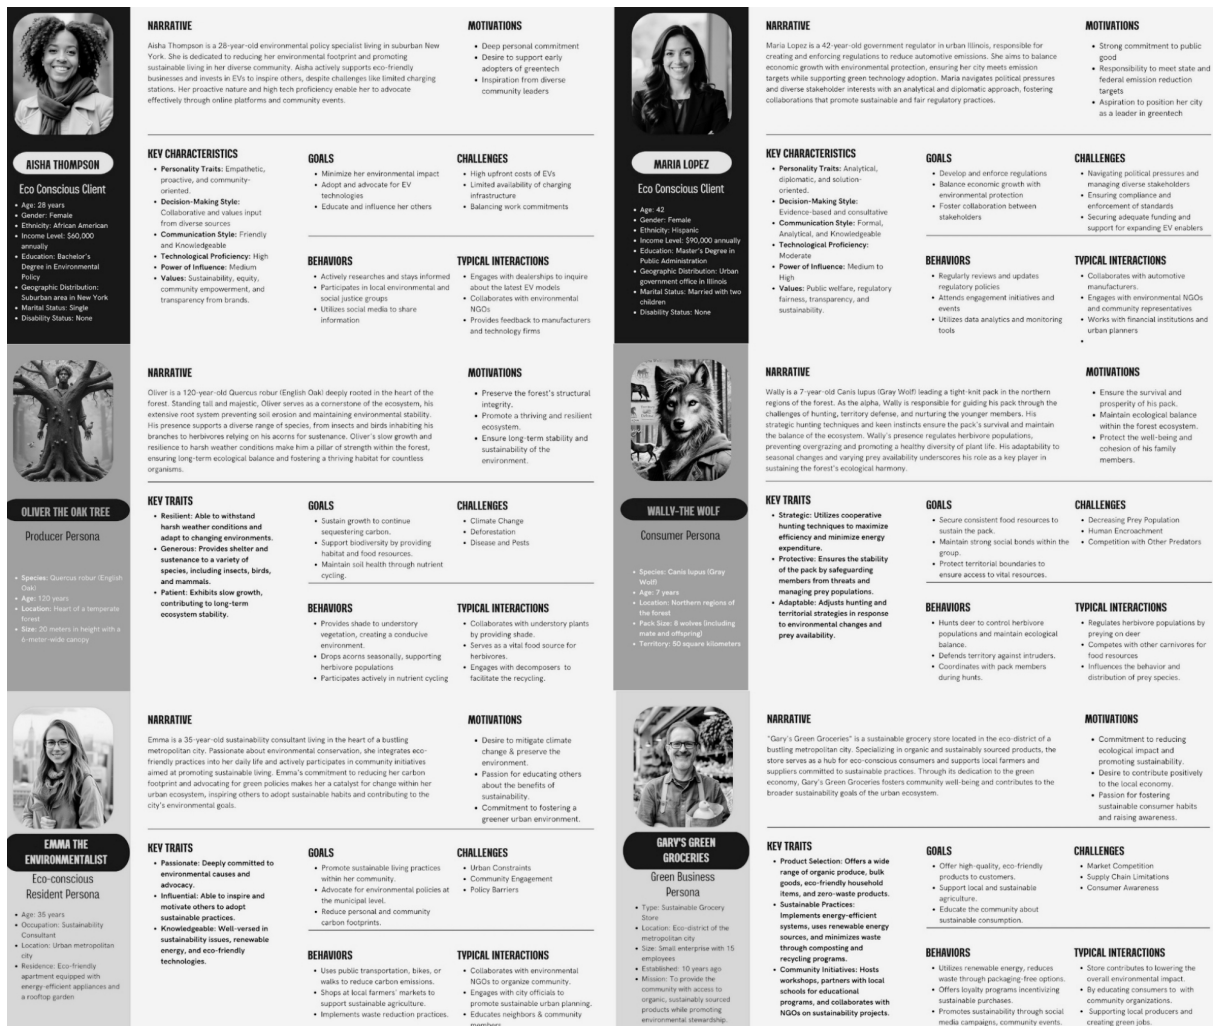 AISHA THOMPSON
Eco Conscious Client
• Age: 28 years
• Gender: Female
• Ethnicity: African American
• Income Level: $60,000
annually
• Education: Bachelor's
Degree in Environmental
Policy
• Geographic Distribution:
Suburban area in New York
• Marital Status: Single
• Disability Status: None
NARRATIVE
Aisha Thompson is a 28-year-old environmental policy specialist living in suburban New
York. She is dedicated to reducing her environmental footprint and promoting
sustainable living in her diverse community. Aisha actively supports eco-friendly
businesses and invests in EVs to inspire others, despite challenges like limited charging
stations. Her proactive nature and high tech proficiency enable her to advocate
effectively through online platforms and community events.
MOTIVATIONS
• Deep personal commitment
• Desire to support early
adopters of greentech
• Inspiration from diverse
community leaders
KEY CHARACTERISTICS
• Personality Traits: Empathetic,
proactive, and community-
oriented.
• Decision-Making Style:
Collaborative and values input
from diverse sources
• Communication Style: Friendly
and Knowledgeable
• Technological Proficiency: High
• Power of Influence: Medium
• Values: Sustainability, equity,
community empowerment, and
transparency from brands.
GOALS
• Minimize her environmental impact
• Adopt and advocate for EV
technologies
• Educate and influence her others
CHALLENGES
• High upfront costs of EVs
• Limited availability of charging
infrastructure
• Balancing work commitments
BEHAVIORS
• Actively researches and stays informed
• Participates in local environmental and
social justice groups
• Utilizes social media to share
information
TYPICAL INTERACTIONS
• Engages with dealerships to inquire
about the latest EV models
• Collaborates with environmental
NGOs
• Provides feedback to manufacturers
and technology firms
MARIA LOPEZ
Eco Conscious Client
• Age: 42
• Gender: Female
• Ethnicity: Hispanic
• Income Level: $90,000 annually
• Education: Master's Degree in
Public Administration
• Geographic Distribution: Urban
government office in Illinois
• Marital Status: Married with two
children
• Disability Status: None
NARRATIVE
Maria Lopez is a 42-year-old government regulator in urban Illinois, responsible for
creating and enforcing regulations to reduce automotive emissions. She aims to balance
economic growth with environmental protection, ensuring her city meets emission
targets while supporting green technology adoption. Maria navigates political pressures
and diverse stakeholder interests with an analytical and diplomatic approach, fostering
collaborations that promote sustainable and fair regulatory practices.
MOTIVATIONS
• Strong commitment to public
good
• Responsibility to meet state and
federal emission reduction
targets
• Aspiration to position her city
as a leader in greentech
KEY CHARACTERISTICS
• Personality Traits: Analytical,
diplomatic, and solution-
oriented.
• Decision-Making Style:
Evidence-based and consultative
• Communication Style: Formal,
Analytical, and Knowledgeable
• Technological Proficiency:
Moderate
• Power of Influence: Medium to
High
• Values: Public welfare, regulatory
fairness, transparency, and
sustainability.
GOALS
• Develop and enforce regulations
• Balance economic growth with
environmental protection
• Foster collaboration between
stakeholders
CHALLENGES
• Navigating political pressures and
managing diverse stakeholders
• Ensuring compliance and
enforcement of standards
• Securing adequate funding and
support for expanding EV enablers
BEHAVIORS
• Regularly reviews and updates
regulatory policies
• Attends engagement initiatives and
events
• Utilizes data analytics and monitoring
tools
TYPICAL INTERACTIONS
• Collaborates with automotive
manufacturers.
• Engages with environmental NGOs
and community representatives
• Works with financial institutions and
urban planners
•
OLIVER THE OAK TREE
Producer Persona
• Species: Quercus robur (English
Oak)
• Age: 120 years
• Location: Heart of a temperate
forest
• Size: 20 meters in height with a
6-meter-wide canopy
NARRATIVE
Oliver is a 120-year-old Quercus robur (English Oak) deeply rooted in the heart of the
forest. Standing tall and majestic, Oliver serves as a cornerstone of the ecosystem, his
extensive root system preventing soil erosion and maintaining environmental stability.
His presence supports a diverse range of species, from insects and birds inhabiting his
branches to herbivores relying on his acorns for sustenance. Oliver's slow growth and
resilience to harsh weather conditions make him a pillar of strength within the forest,
ensuring long-term ecological balance and fostering a thriving habitat for countless
organisms.
MOTIVATIONS
• Preserve the forest's structural
integrity.
• Promote a thriving and resilient
ecosystem.
• Ensure long-term stability and
sustainability of the
environment.
KEY TRAITS
• Resilient: Able to withstand
harsh weather conditions and
adapt to changing environments.
• Generous: Provides shelter and
sustenance to a variety of
species, including insects, birds,
and mammals.
• Patient: Exhibits slow growth,
contributing to long-term
ecosystem stability.
GOALS
• Sustain growth to continue
sequestering carbon.
• Support biodiversity by providing
habitat and food resources.
• Maintain soil health through nutrient
cycling.
CHALLENGES
• Climate Change
• Deforestation
• Disease and Pests
BEHAVIORS
• Provides shade to understory
vegetation, creating a conducive
environment.
• Drops acorns seasonally, supporting
herbivore populations
• Participates actively in nutrient cycling
TYPICAL INTERACTIONS
• Collaborates with understory plants
by providing shade.
• Serves as a vital food source for
herbivores.
• Engages with decomposers to
facilitate the recycling.
WALLY-THE WOLF
Consumer Persona
• Species: Canis lupus (Grey
Wolf)
• Age: 7 years
• Location: Northern regions of
the forest
• Pack Size: 8 wolves (including
mate and offspring)
• Territory: 50 square kilometers
NARRATIVE
Wally is a 7-year-old Canis lupus (Gray Wolf) leading a tight-knit pack in the northern
regions of the forest. As the alpha, Wally is responsible for guiding his pack through the
challenges of hunting, territory defense, and nurturing the younger members. His
strategic hunting techniques and keen instincts ensure the pack's survival and maintain
the balance of the ecosystem. Wally's presence regulates herbivore populations,
preventing overgrazing and promoting a healthy diversity of plant life. His adaptability to
seasonal changes and varying prey availability underscores his role as a key player in
sustaining the forest's ecological harmony.
MOTIVATIONS
• Ensure the survival and
prosperity of his pack.
• Maintain ecological balance
within the forest ecosystem.
• Protect the well-being and
cohesion of his family
members.
KEY TRAITS
• Strategic: Utilizes cooperative
hunting techniques to maximize
efficiency and minimize energy
expenditure.
• Protective: Ensures the stability
of the pack by safeguarding
members from threats and
managing prey populations.
• Adaptable: Adjusts hunting and
territorial strategies in response
to environmental changes and
prey availability.
GOALS
• Secure consistent food resources to
sustain the pack.
• Maintain strong social bonds within the
group.
• Protect territorial boundaries to
ensure access to vital resources.
CHALLENGES
• Decreasing Prey Population
• Human Encroachment
• Competition with Other Predators
BEHAVIORS
• Hunts deer to control herbivore
populations and maintain ecological
balance.
• Defends territory against intruders.
• Coordinates with pack members
during hunts.
TYPICAL INTERACTIONS
• Regulates herbivore populations by
preying on deer
• Competes with other carnivores for
food resources
• Influences the behavior and
distribution of prey species.
EMMA THE
ENVIRONMENTALIST
Eco-conscious
Resident Persona
• Age: 35 years
• Occupation: Sustainability
Consultant
• Location: Urban metropolitan
city
• Residence: Eco-friendly
apartment equipped with
energy-efficient appliances and
a rooftop garden
NARRATIVE
Emma is a 35-year-old sustainability consultant living in the heart of a bustling
metropolitan city. Passionate about environmental conservation, she integrates eco-
friendly practices into her daily life and actively participates in community initiatives
aimed at promoting sustainable living. Emma's commitment to reducing her carbon
footprint and advocating for green policies makes her a catalyst for change within her
urban ecosystem, inspiring others to adopt sustainable habits and contributing to the
city's environmental goals.
MOTIVATIONS
• Desire to mitigate climate
change & preserve the
environment.
• Passion for educating others
about the benefits of
sustainability.
• Commitment to fostering a
greener urban environment.
KEY TRAITS
• Passionate: Deeply committed to
environmental causes and
advocacy.
• Influential: Able to inspire and
motivate others to adopt
sustainable practices.
• Knowledgeable: Well-versed in
sustainability issues, renewable
energy, and eco-friendly
technologies.
GOALS
• Promote sustainable living practices
within her community.
• Advocate for environmental policies at
the municipal level.
• Reduce personal and community
carbon footprints.
CHALLENGES
• Urban Constraints
• Community Engagement
• Policy Barriers
BEHAVIORS
• Uses public transportation, bikes, or
walks to reduce carbon emissions.
• Shops at local farmers' markets to
support sustainable agriculture.
• Implements waste reduction practices.
TYPICAL INTERACTIONS
• Collaborates with environmental
NGOs to organize community.
• Engages with city officials to
promote sustainable urban planning.
• Educates neighbors & community
members
GARY'S GREEN
GROCERIES
Green Business
Persona
• Type: Sustainable Grocery
Store
• Location: Eco-district of the
metropolitan city
• Size: Small enterprise with 15
employees
• Established: 10 years ago
• Mission: To provide the
community with access to
organic, sustainably sourced
products while promoting
environmental stewardship.
NARRATIVE
"Gary's Green Groceries" is a sustainable grocery store located in the eco-district of a
bustling metropolitan city. Specializing in organic and sustainably sourced products, the
store serves as a hub for eco-conscious consumers and supports local farmers and
suppliers committed to sustainable practices. Through its dedication to the green
economy, Gary's Green Groceries fosters community well-being and contributes to the
broader sustainability goals of the urban ecosystem.
MOTIVATIONS
• Commitment to reducing
ecological impact and
promoting sustainability.
• Desire to contribute positively
to the local economy.
• Passion for fostering
sustainable consumer habits
and raising awareness.
KEY TRAITS
• Product Selection: Offers a wide
range of organic produce, bulk
goods, eco-friendly household
items, and zero-waste products.
• Sustainable Practices:
Implements energy-efficient
systems, uses renewable energy
sources, and minimizes waste
through composting and
recycling programs.
• Community Initiatives: Hosts
workshops, partners with local
schools for educational
programs, and collaborates with
NGOs on sustainability projects.
GOALS
• Offer high-quality, eco-friendly
products to customers.
• Support local and sustainable
agriculture.
• Educate the community about
sustainable consumption.
CHALLENGES
• Market Competition
• Supply Chain Limitations
• Consumer Awareness
BEHAVIORS
• Utilizes renewable energy, reduces
waste through packaging-free options.
• Offers loyalty programs incentivizing
sustainable purchases.
• Promotes sustainability through social
media campaigns, community events.
TYPICAL INTERACTIONS
• Store contributes to lowering the
overall environmental impact.
• By educating consumers to with
community organizations.
• Supporting local producers and
creating green jobs.